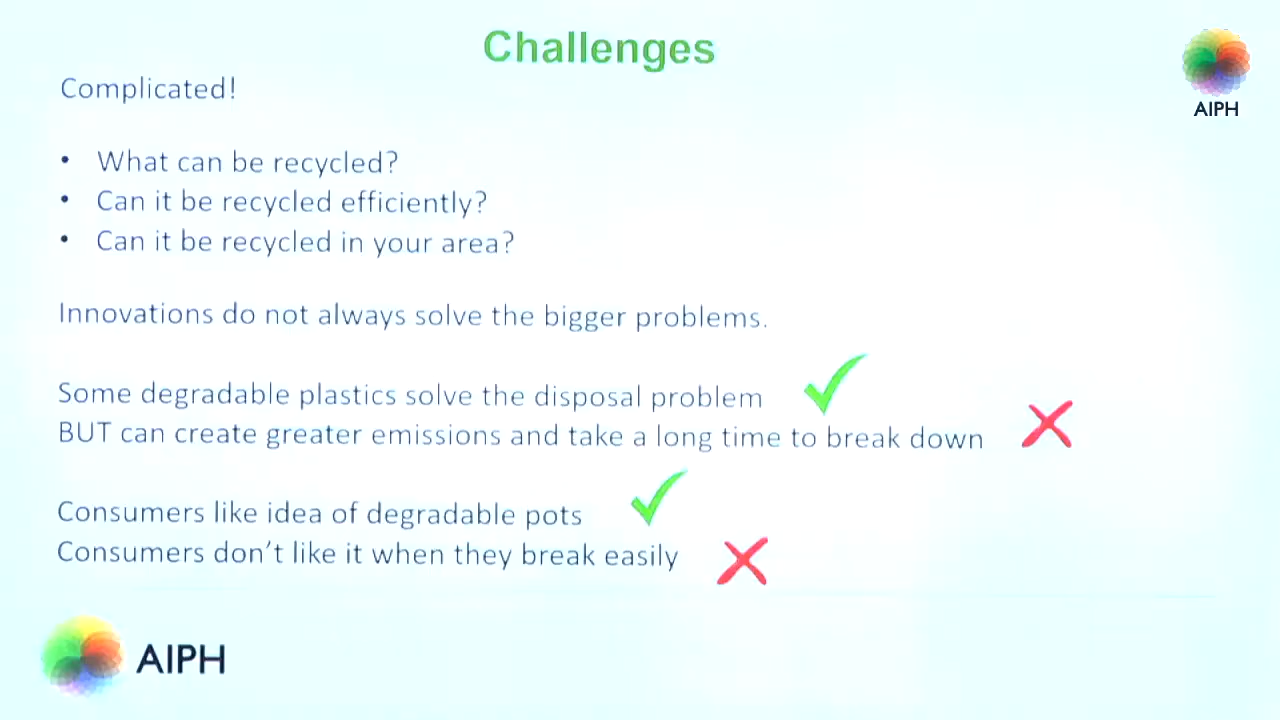 Challenges
AIPH
Complicated!
• What can be recycled?
• Can it be recycled efficiently?
• Can it be recycled in your area?
Innovations do not always solve the bigger problems.
Some degradable plastics solve the disposal problem
BUT can create greater emissions and take a long time to break down
Consumers like idea of degradable pots
Consumers don’t like it when they break easily
AIPH